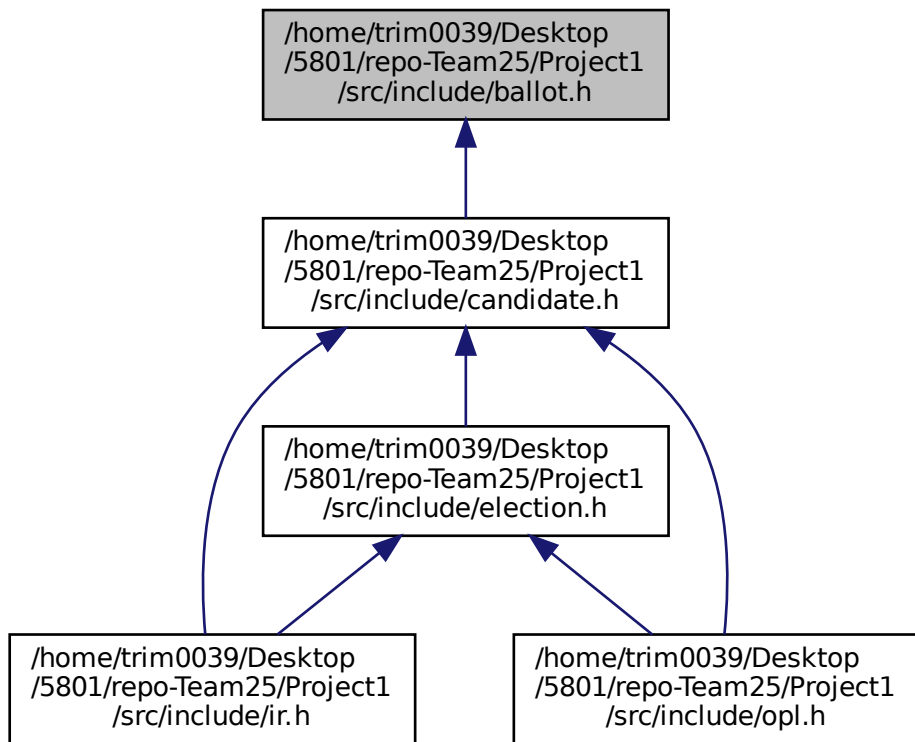 /home/trim0039/Desktop
/5801/repo-Team25/Project1
/src/include/ballot.h
/home/trim0039/Desktop
/5801/repo-Team25/Project1
/src/include/candidate.h
/home/trim0039/Desktop
/5801/repo-Team25/Project1
/src/include/election.h
/home/trim0039/Desktop
/5801/repo-Team25/Project1
/src/include/ir.h
/home/trim0039/Desktop
/5801/repo-Team25/Project1
/src/include/opl.h